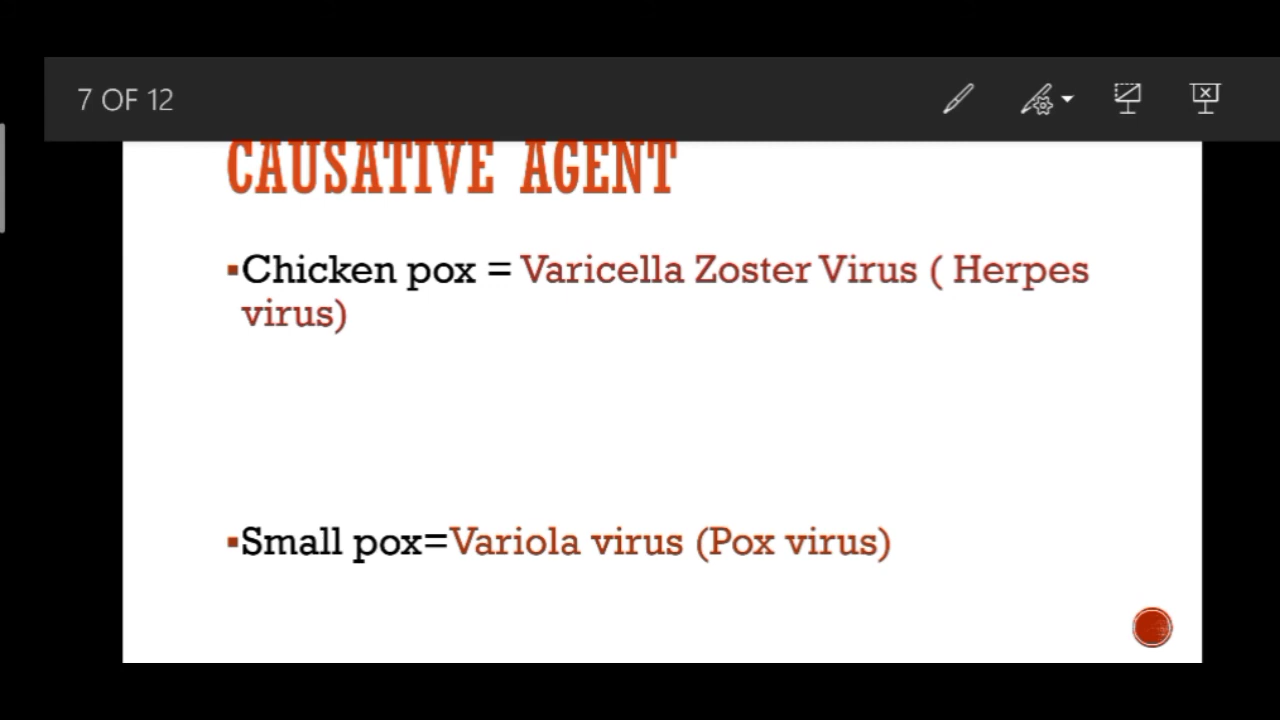 7 OF 12
CAUSATIVE AGENT
▪Chicken pox = Varicella Zoster Virus ( Herpes
virus)
▪Small pox=Variola virus (Pox virus)